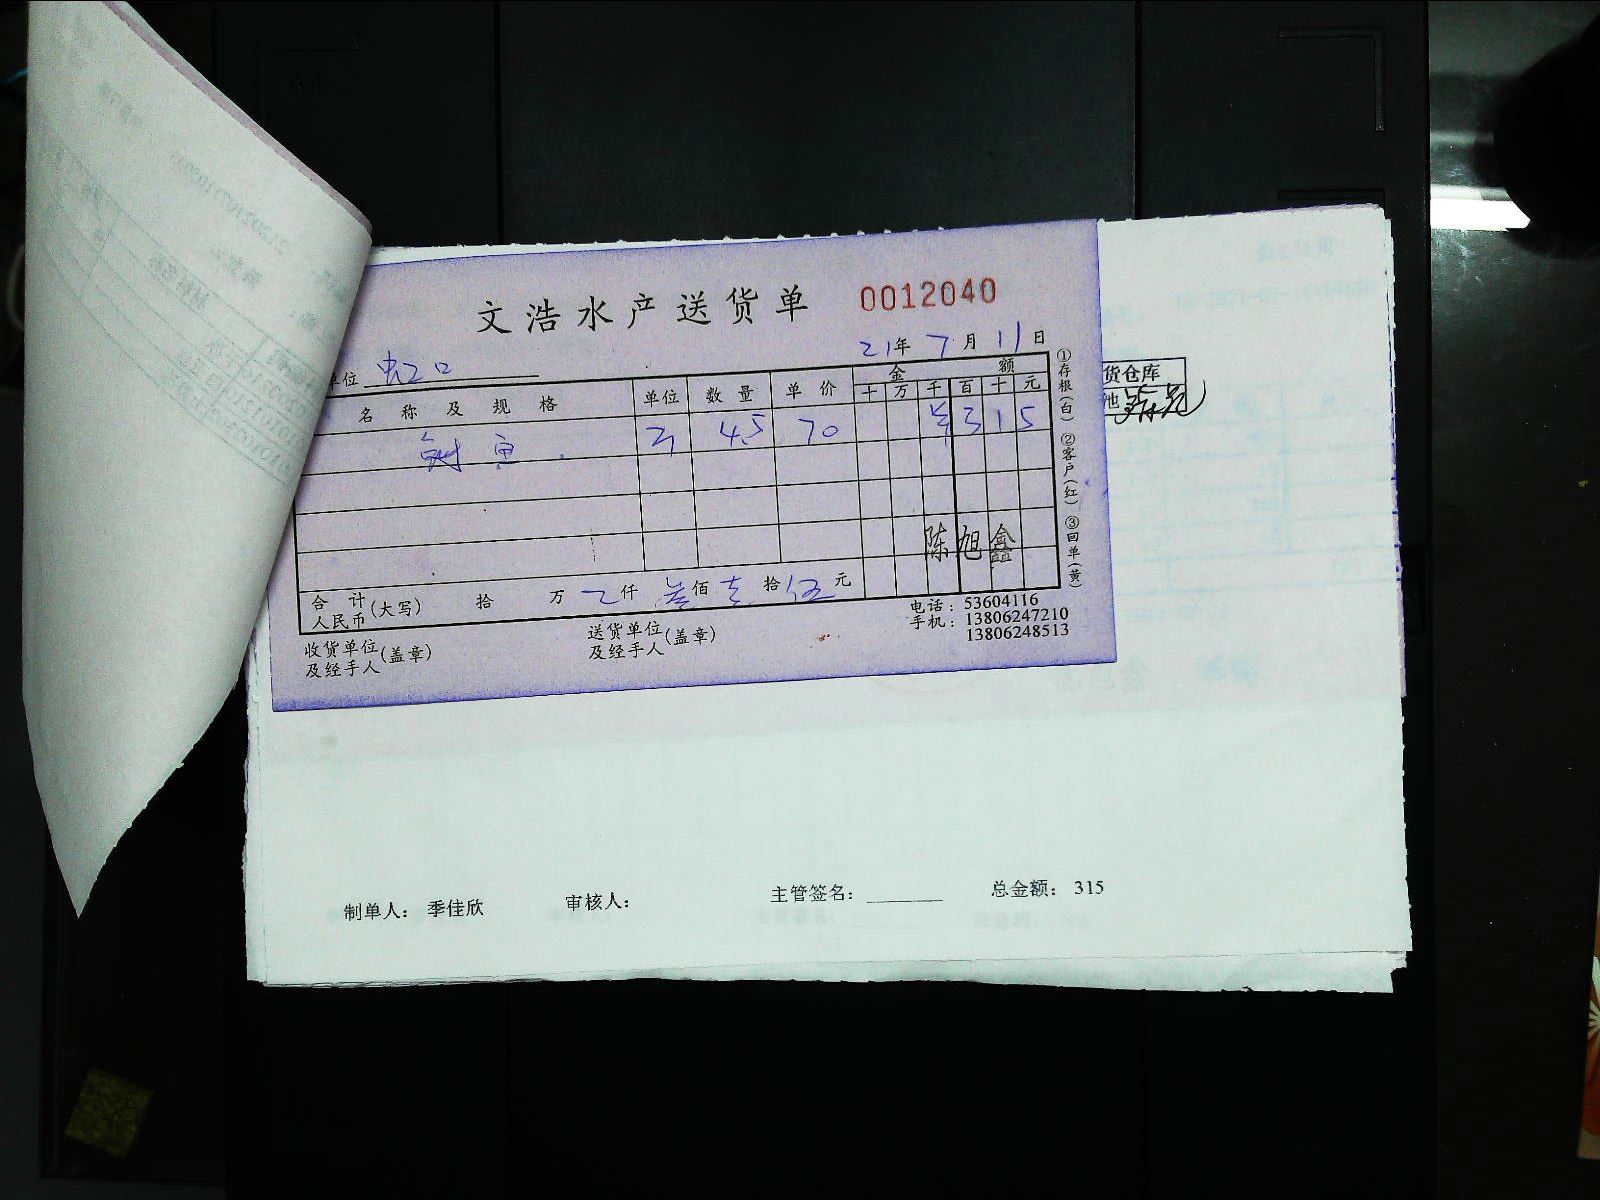 文浩水产送货单 0012040
21年 7月 11日
单位 虹口
名称及规格 单位 数量 单价 金额
十 万 千 百 十 元
鱼 4.5 70 ¥ 3 1 5
陈旭鑫
合计
人民币(大写) 拾 万 仟 叁佰 壹拾 伍元
收货单位
及经手人(盖章)
送货单位
及经手人(盖章)
电话：53604116
手机：13806247210
13806248513
①存根(白) ②客户(红) ③回单(黄)
货仓库
池
制单人： 季佳欣 审核人： 主管签名： 总金额： 315